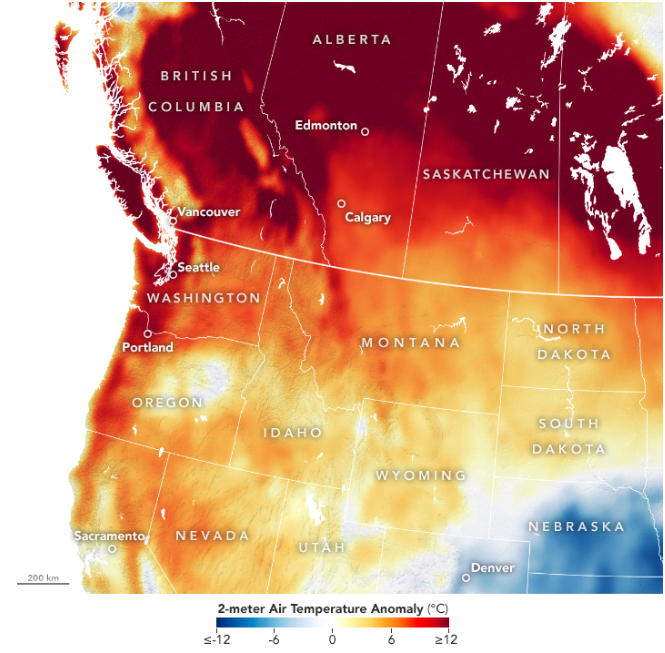 ALBERTA
BRITISH
COLUMBIA
Edmonton
SASKATCHEWAN
Vancouver
Calgary
Seattle
WASHINGTON
NORTH
DAKOTA
MONTANA
Portland
OREGON
IDAHO
SOUTH
DAKOTA
WYOMING
NEBRASKA
Sacramento
NEVADA
UTAH
Denver
200 km
2-meter Air Temperature Anomaly (°C)
≤-12 -6 0 6 ≥12